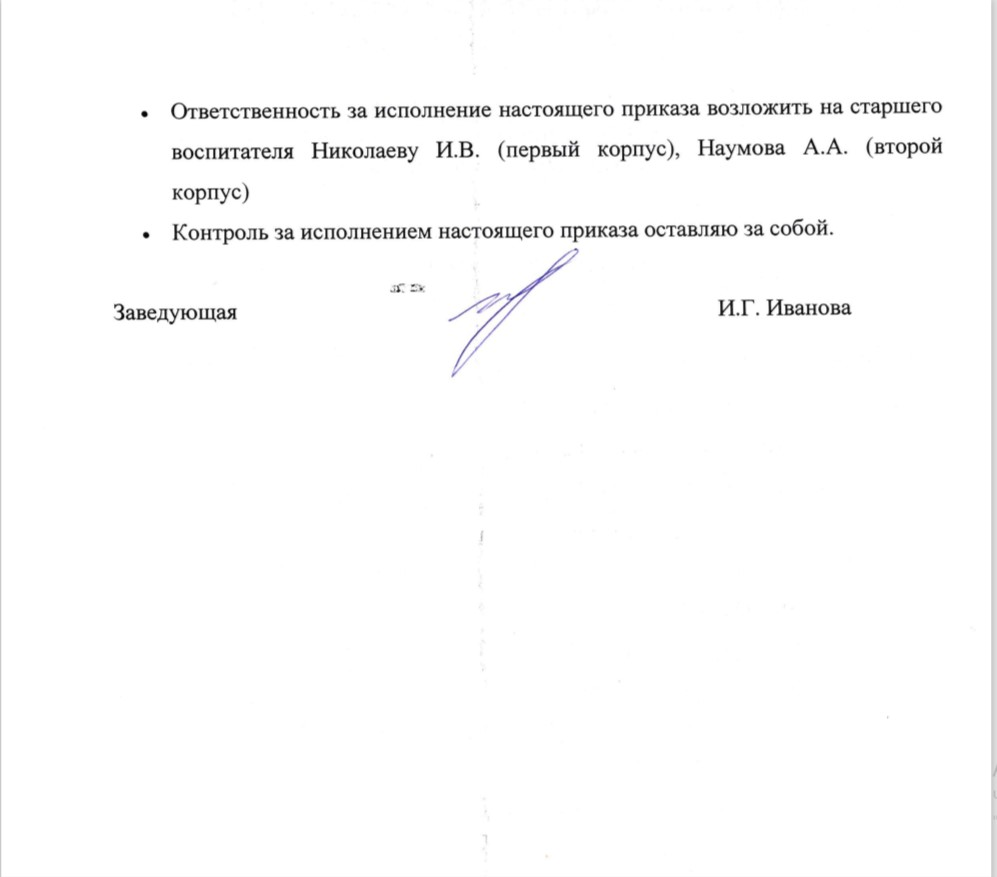 • Ответственность за исполнение настоящего приказа возложить на старшего
воспитателя Николаеву И.В. (первый корпус), Наумова А.А. (второй
корпус)
• Контроль за исполнением настоящего приказа оставляю за собой.
Заведующая И.Г. Иванова